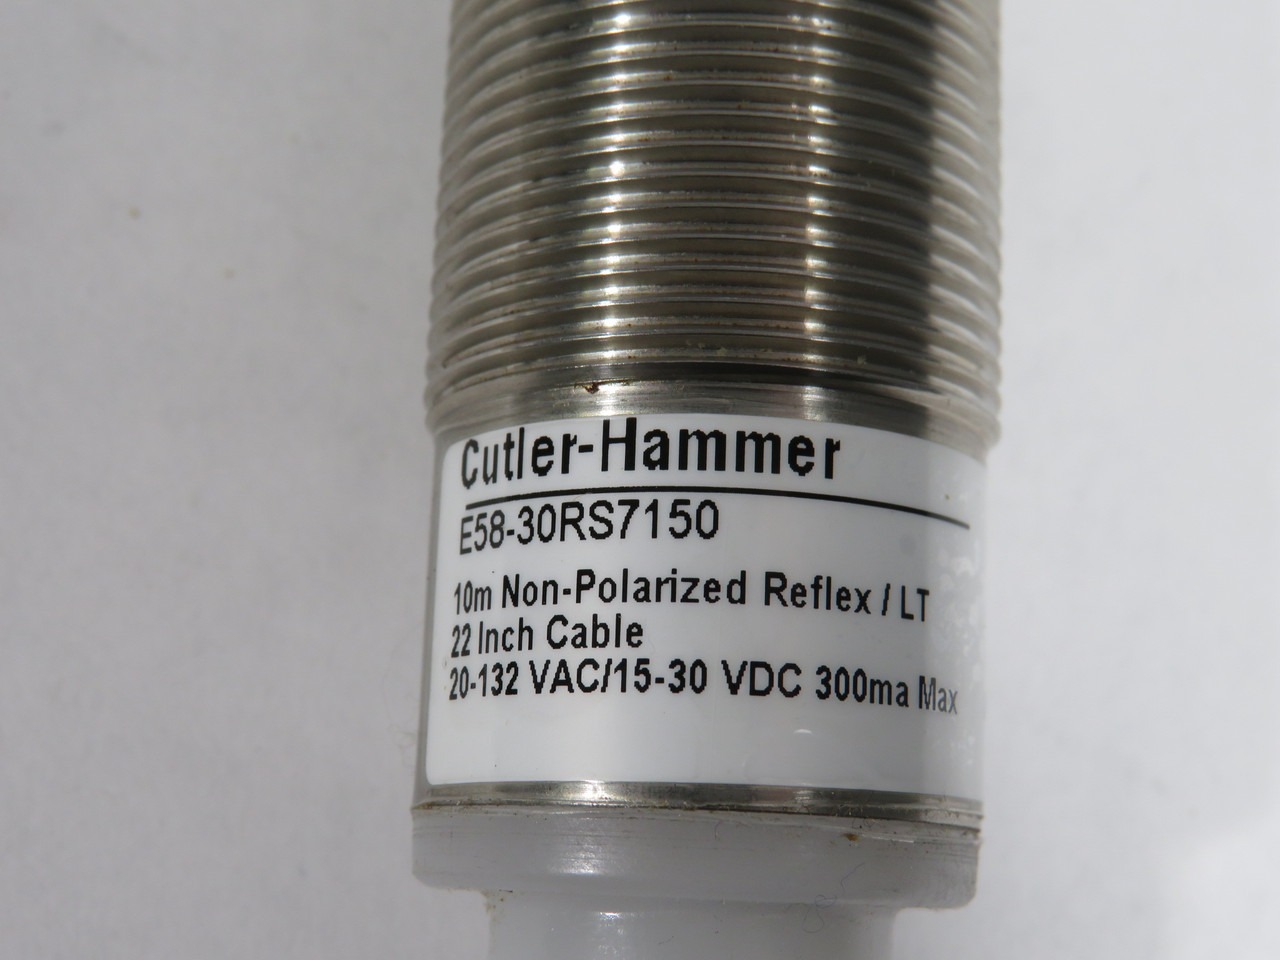 Cutler-Hammer
E58-30RS7150
10m Non-Polarized Reflex / LT
22 Inch Cable
20-132 VAC/15-30 VDC 300ma Max